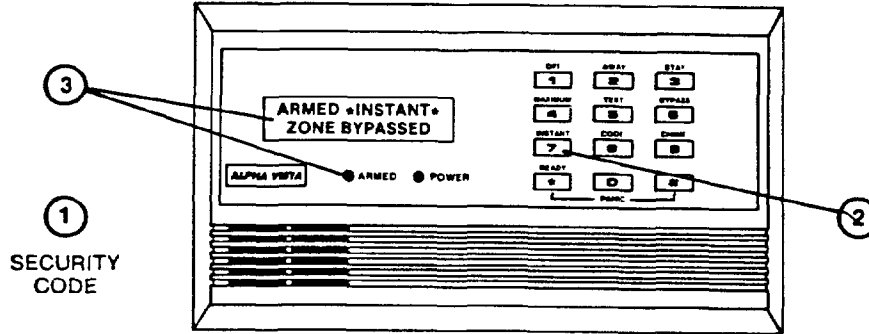 3
ARMED *INSTANT*
ZONE BYPASSED
ALPHA VISTA
ARMED POWER
OFF AWAY STAY
1 2 3
MAXIMUM TEST BYPASS
4 5 6
INSTANT CODE CHIME
7 8 9
READY
* 0 #
PANIC
1
SECURITY
CODE
2